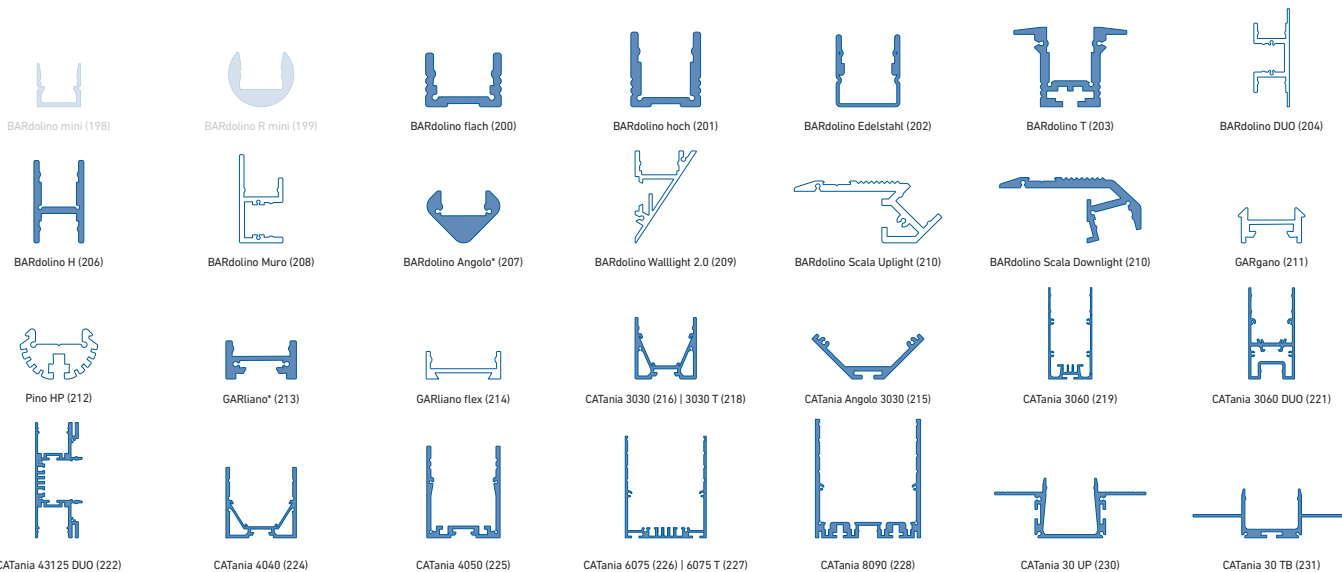 BARdolino mini (198)
BARdolino R mini (199)
BARdolino flach (200)
BARdolino hoch (201)
BARdolino Edelstahl (202)
BARdolino T (203)
BARdolino DUO (204)
BARdolino H (206)
BARdolino Muro (208)
BARdolino Angolo* (207)
BARdolino Walllight 2.0 (209)
BARdolino Scala Uplight (210)
BARdolino Scala Downlight (210)
GARgano (211)
Pino HP (212)
GARliano* (213)
GARliano flex (214)
CATania 3030 (216) | 3030 T (218)
CATania Angolo 3030 (215)
CATania 3060 (219)
CATania 3060 DUO (221)
CATania 43125 DUO (222)
CATania 4040 (224)
CATania 4050 (225)
CATania 6075 (226) | 6075 T (227)
CATania 8090 (228)
CATania 30 UP (230)
CATania 30 TB (231)